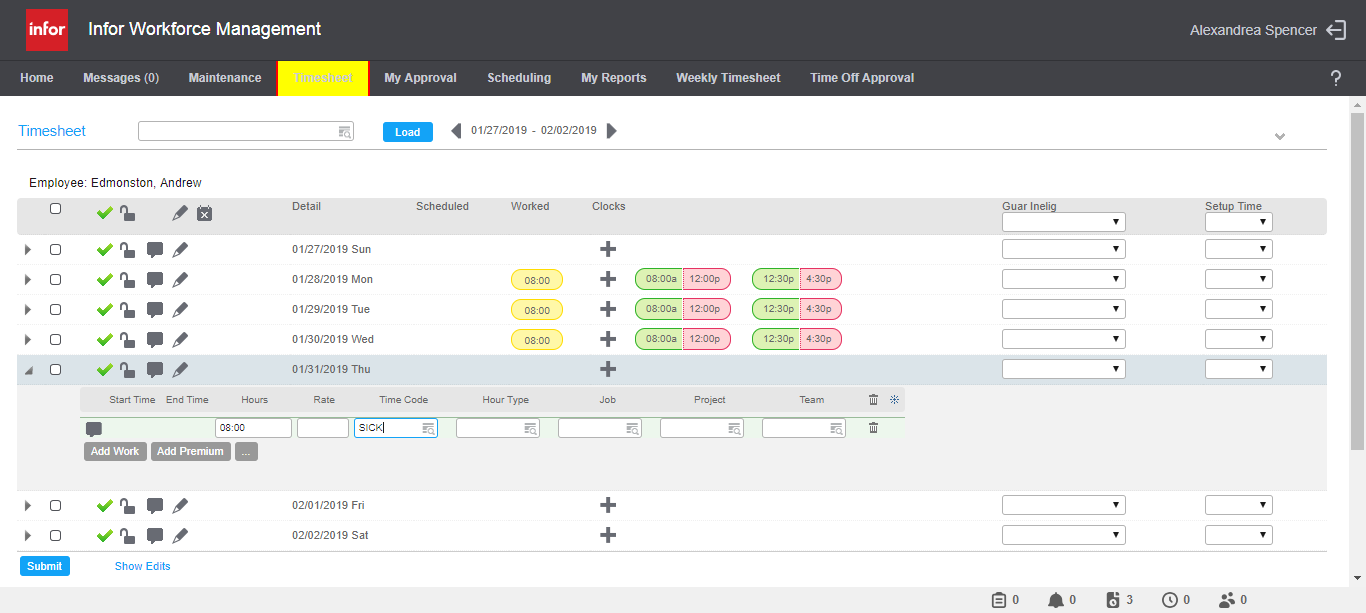 infor Infor Workforce Management Alexandrea Spencer
Home Messages (0) Maintenance Timesheet My Approval Scheduling My Reports Weekly Timesheet Time Off Approval ?
Timesheet Load 01/27/2019 - 02/02/2019
Employee: Edmonston, Andrew
Detail Scheduled Worked Clocks Guar Inelig Setup Time
01/27/2019 Sun
01/28/2019 Mon 08:00 08:00a 12:00p 12:30p 4:30p
01/29/2019 Tue 08:00 08:00a 12:00p 12:30p 4:30p
01/30/2019 Wed 08:00 08:00a 12:00p 12:30p 4:30p
01/31/2019 Thu
Start Time End Time Hours Rate Time Code Hour Type Job Project Team
08:00 SICK
Add Work Add Premium ...
02/01/2019 Fri
02/02/2019 Sat
Submit Show Edits
0 0 3 0 0